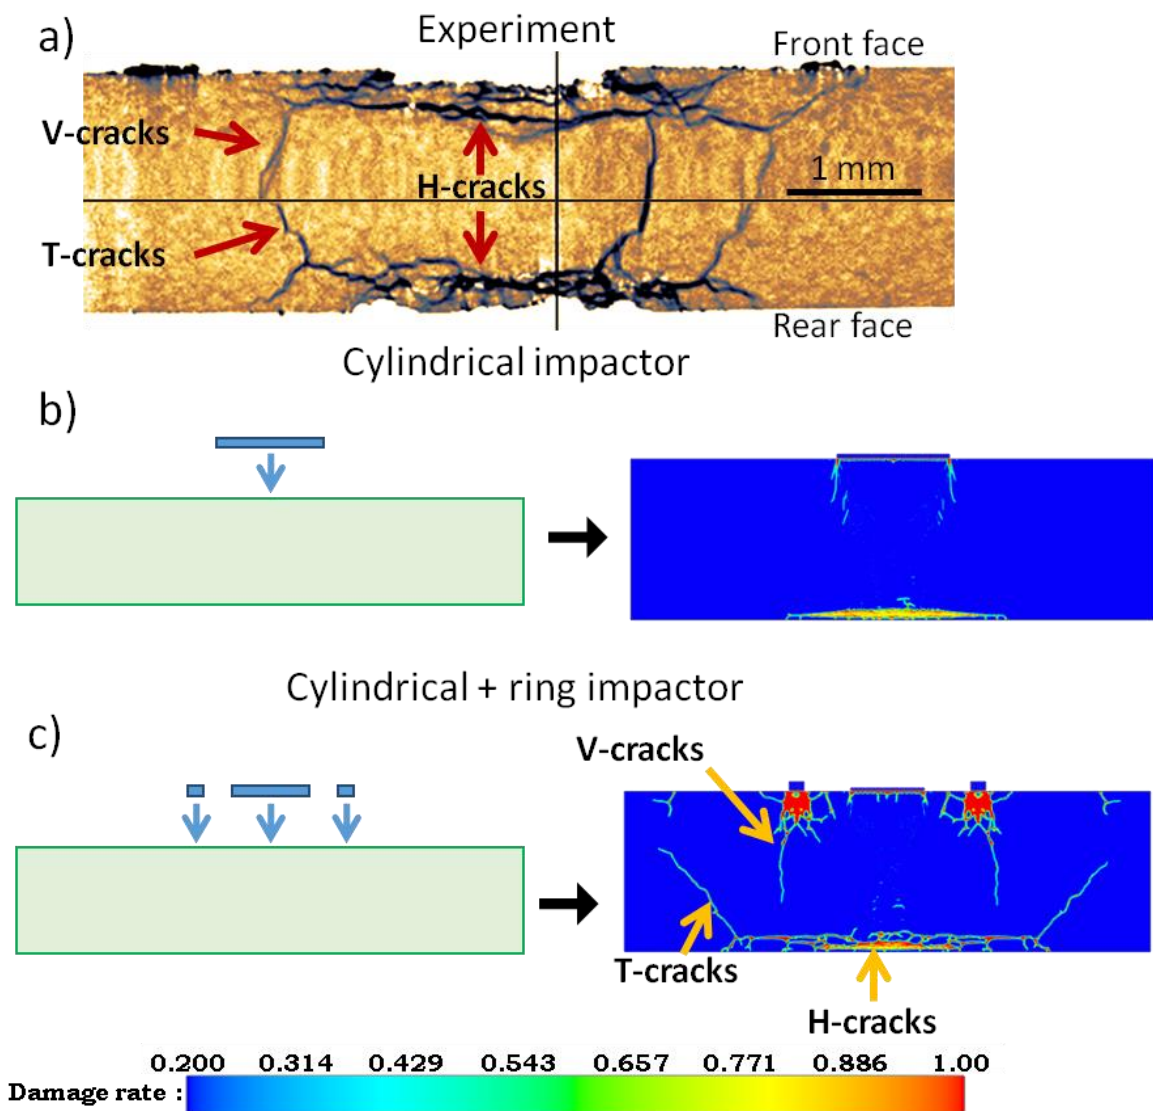 a)
Experiment
Front face
V-cracks
H-cracks
1 mm
T-cracks
Rear face
Cylindrical impactor
b)
Cylindrical + ring impactor
c)
V-cracks
T-cracks
H-cracks
0.200 0.314 0.429 0.543 0.657 0.771 0.886 1.00
Damage rate :